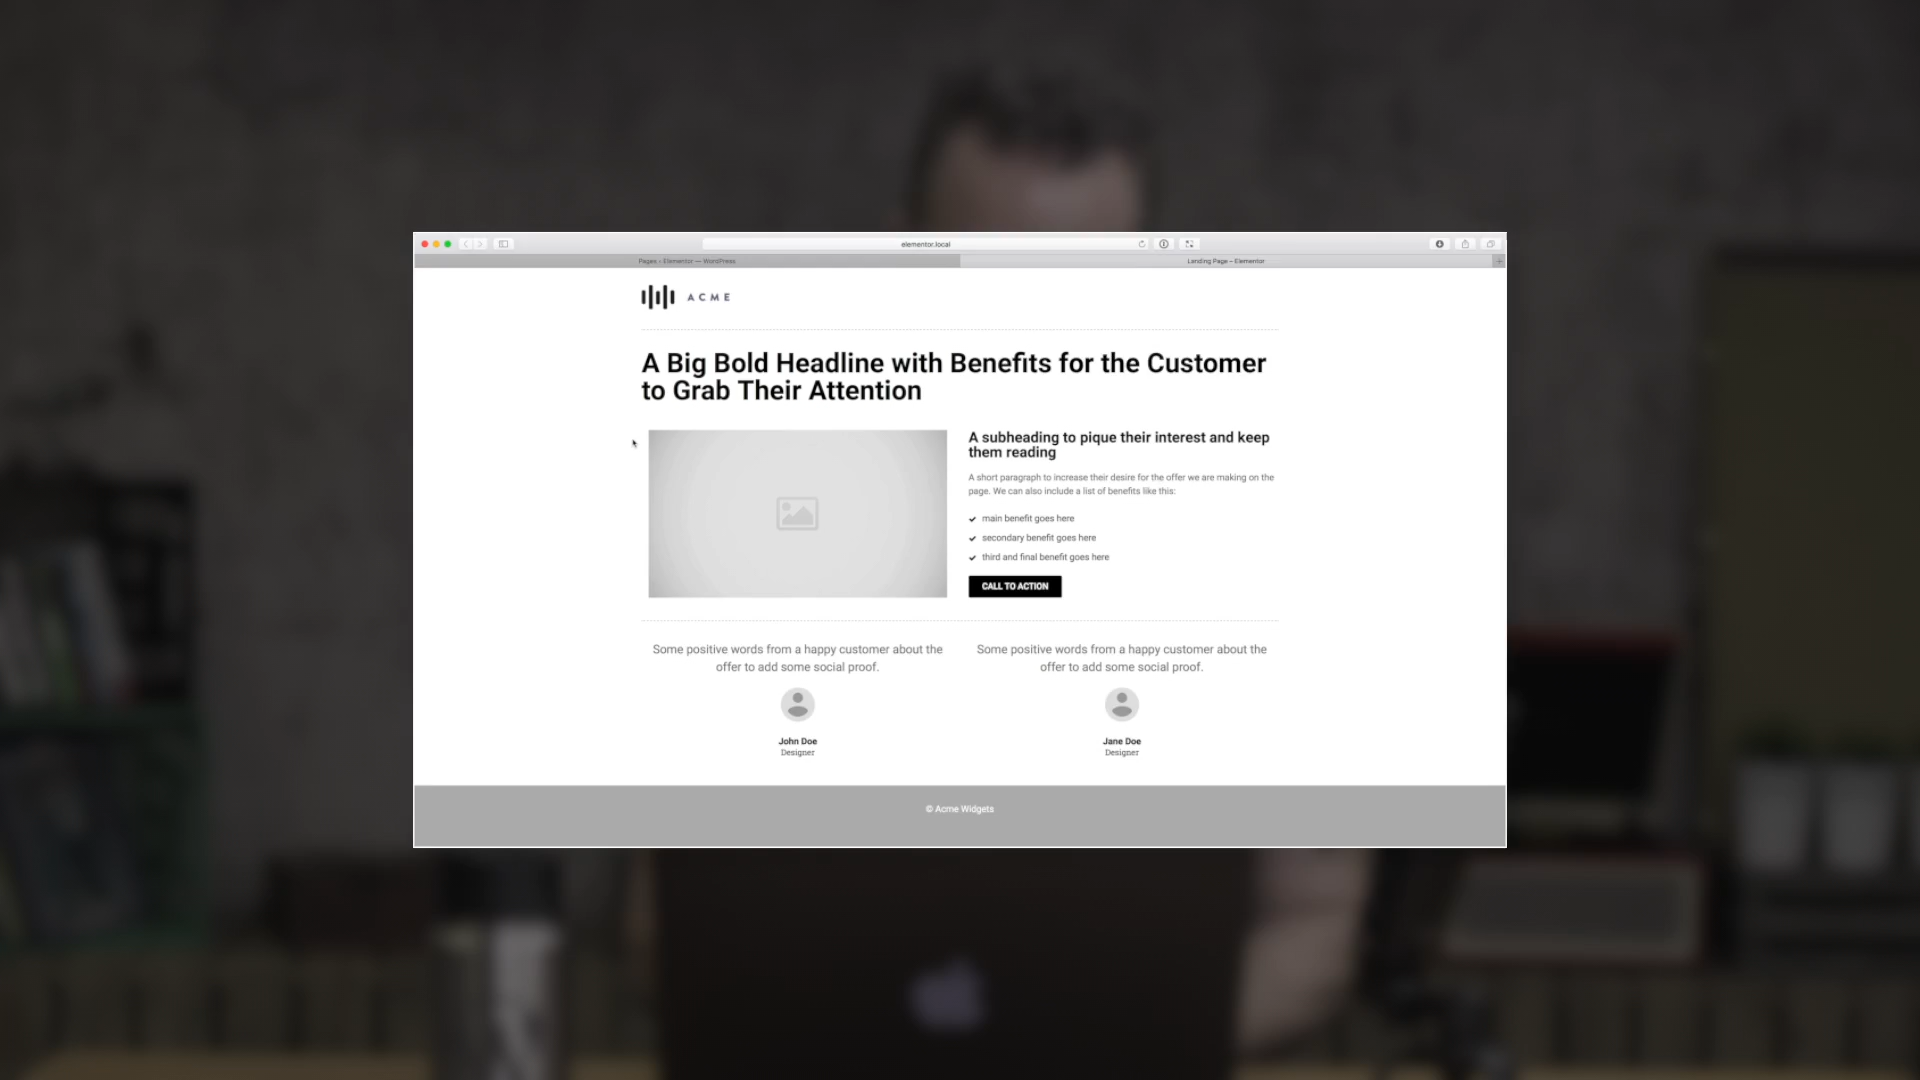 elementor.local
Pages ‹ Elementor — WordPress
Landing Page – Elementor
ACME
A Big Bold Headline with Benefits for the Customer
to Grab Their Attention
A subheading to pique their interest and keep
them reading
A short paragraph to increase their desire for the offer we are making on the
page. We can also include a list of benefits like this:
main benefit goes here
secondary benefit goes here
third and final benefit goes here
CALL TO ACTION
Some positive words from a happy customer about the
offer to add some social proof.
John Doe
Designer
Some positive words from a happy customer about the
offer to add some social proof.
Jane Doe
Designer
© Acme Widgets